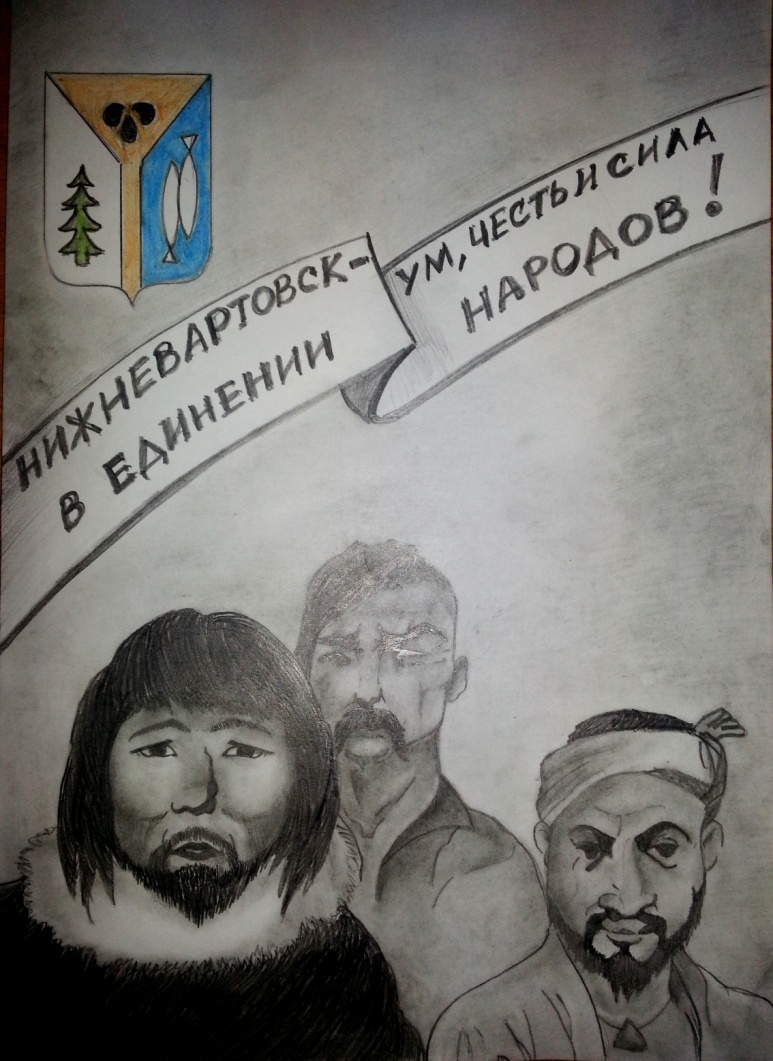 НИЖНЕВАРТОВСК-
В ЕДИНЕНИИ
УМ, ЧЕСТЬ И СИЛА
НАРОДОВ!